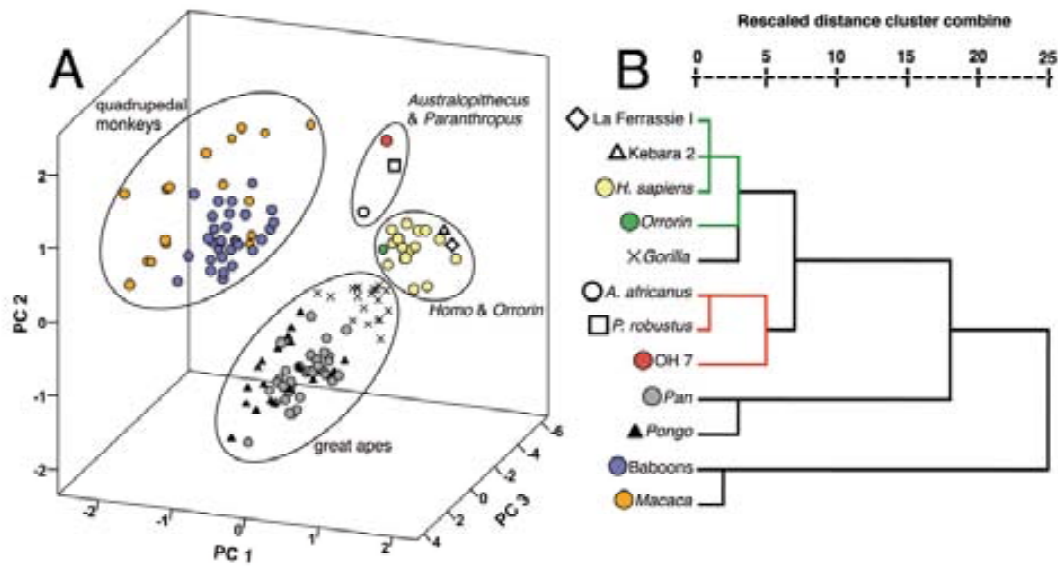 A
quadrupedal
monkeys
Australopithecus
& Paranthropus
Homo & Orrorin
great apes
PC 2
2
1
0
-1
-2
PC 1
-2
-1
0
1
2
PC 3
-6
-4
-2
0
2
4
B
Rescaled distance cluster combine
0 5 10 15 20 25
La Ferrassie I
Kebara 2
H. sapiens
Orrorin
Gorilla
A. africanus
P. robustus
OH 7
Pan
Pongo
Baboons
Macaca